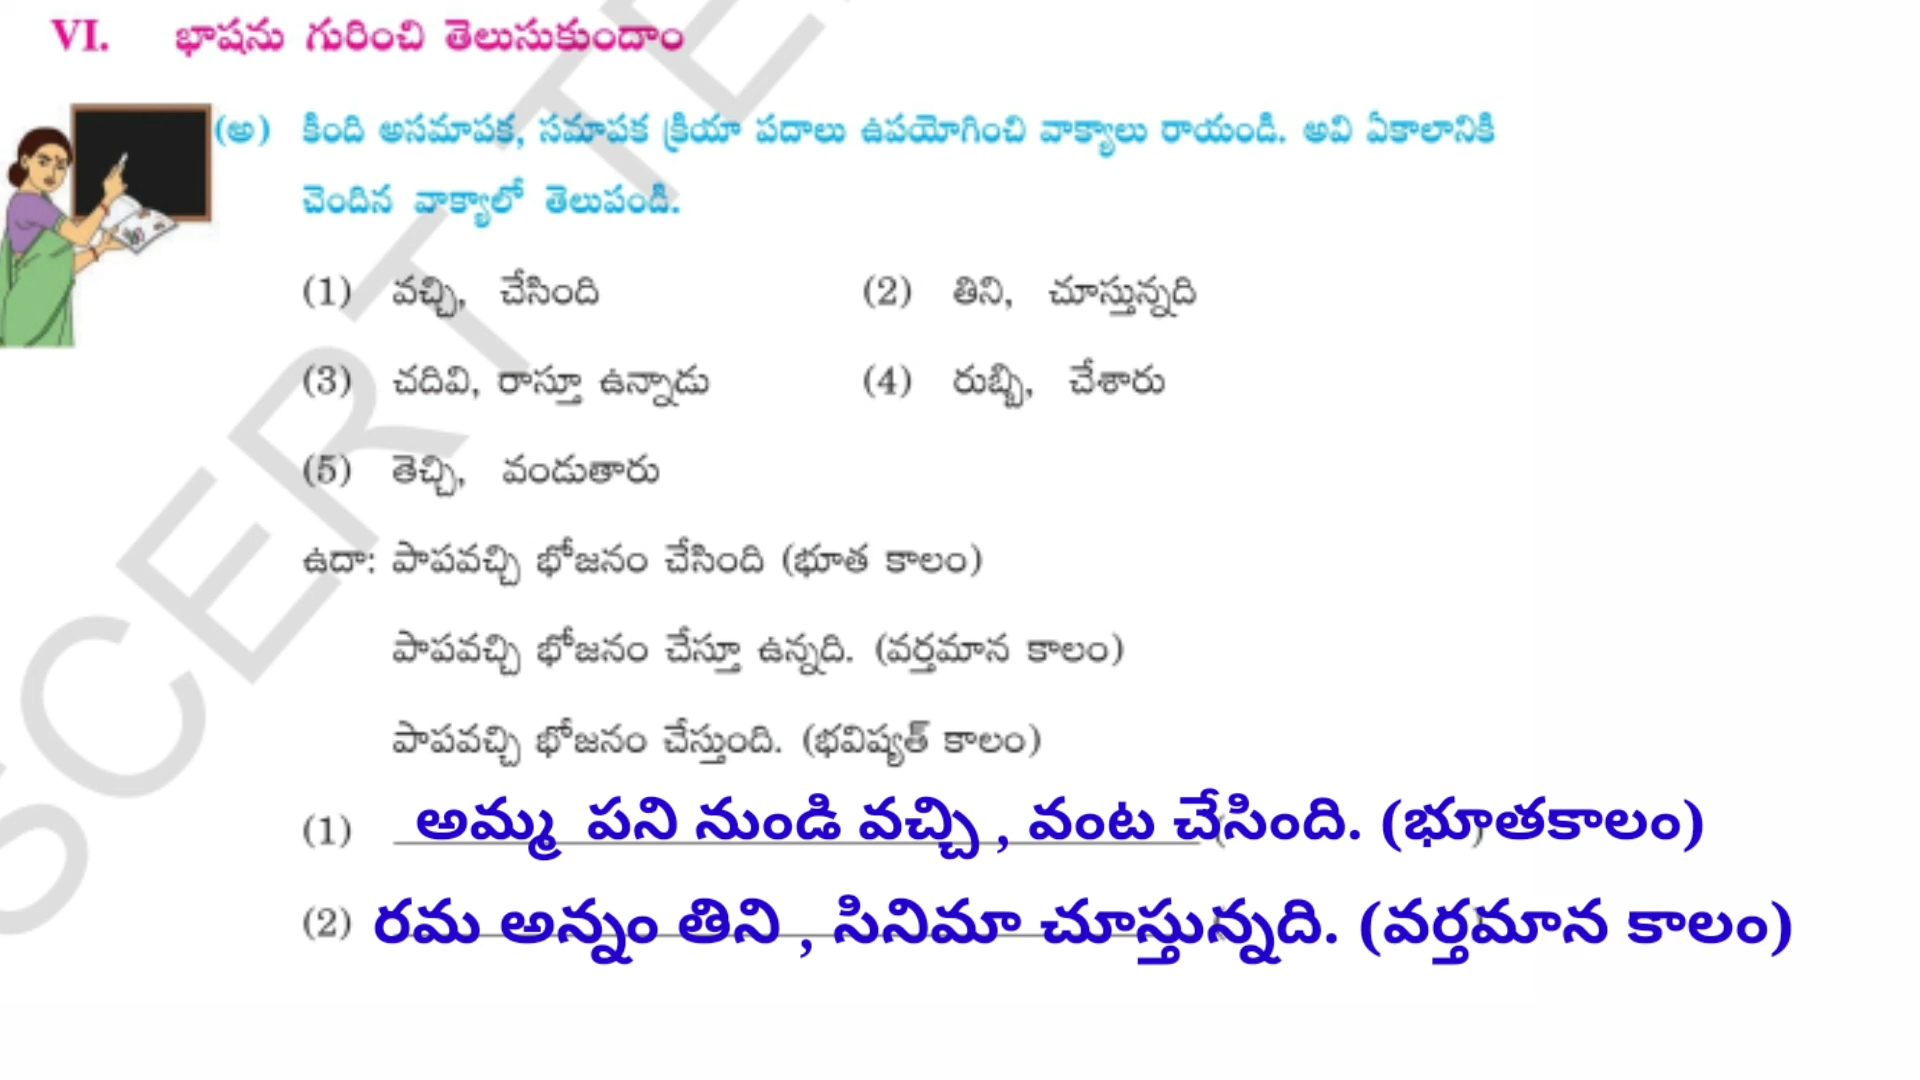 VI. భాషను గురించి తెలుసుకుందాం
(అ) కింది అసమాపక, సమాపక క్రియా పదాలు ఉపయోగించి వాక్యాలు రాయండి. అవి ఏకాలానికి
చెందిన వాక్యాలో తెలుపండి.
(1) వచ్చి, చేసింది (2) తిని, చూస్తున్నది
(3) చదివి, రాస్తూ ఉన్నాడు (4) రుబ్బి, చేశారు
(5) తెచ్చి, వండుతారు
ఉదా: పాపవచ్చి భోజనం చేసింది (భూత కాలం)
పాపవచ్చి భోజనం చేస్తూ ఉన్నది. (వర్తమాన కాలం)
పాపవచ్చి భోజనం చేస్తుంది. (భవిష్యత్ కాలం)
(1) అమ్మ పని నుండి వచ్చి , వంట చేసింది. (భూతకాలం)
(2) రమ అన్నం తిని , సినిమా చూస్తున్నది. (వర్తమాన కాలం)
SCERT TE